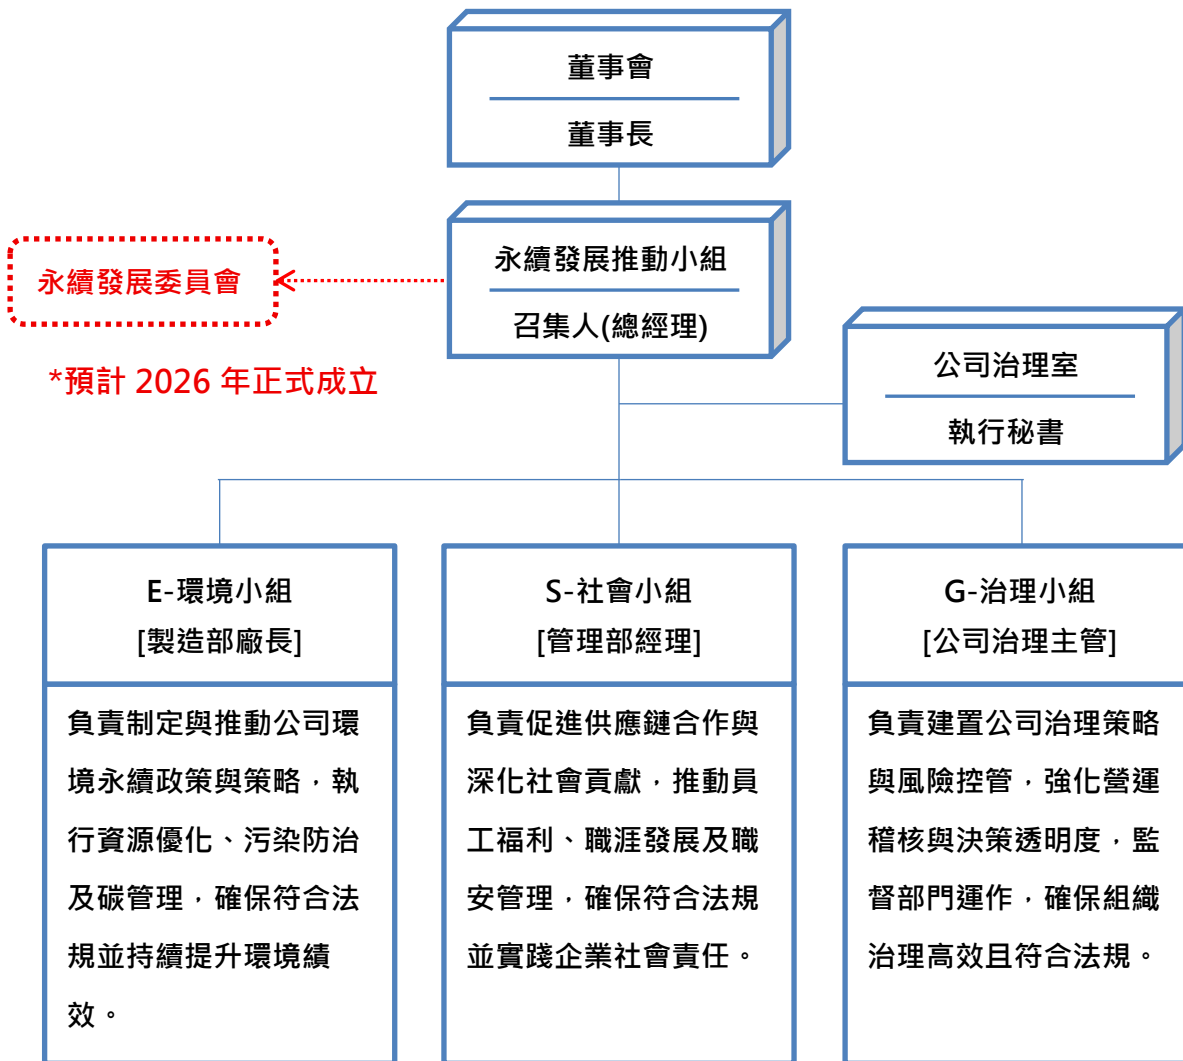 董事會
董事長
永續發展推動小組
召集人(總經理)
永續發展委員會
*預計 2026 年正式成立
公司治理室
執行秘書
E-環境小組
[製造部廠長]
負責制定與推動公司環
境永續政策與策略，執
行資源優化、污染防治
及碳管理，確保符合法
規並持續提升環境績
效。
S-社會小組
[管理部經理]
負責促進供應鏈合作與
深化社會貢獻，推動員
工福利、職涯發展及職
安管理，確保符合法規
並實踐企業社會責任。
G-治理小組
[公司治理主管]
負責建置公司治理策略
與風險控管，強化營運
稽核與決策透明度，監
督部門運作，確保組織
治理高效且符合法規。